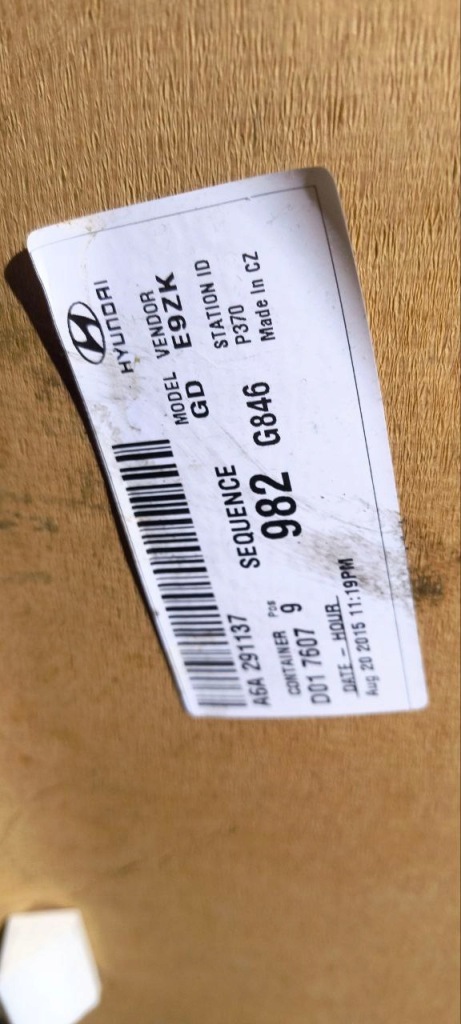 HYUNDAI
MODEL VENDOR
GD E9ZK
SEQUENCE STATION ID
982 G846 P370
Made In CZ
A6A 291137
CONTAINER Pos
D01 7607 9
DATE - HOUR
Aug 20 2015 11:19PM